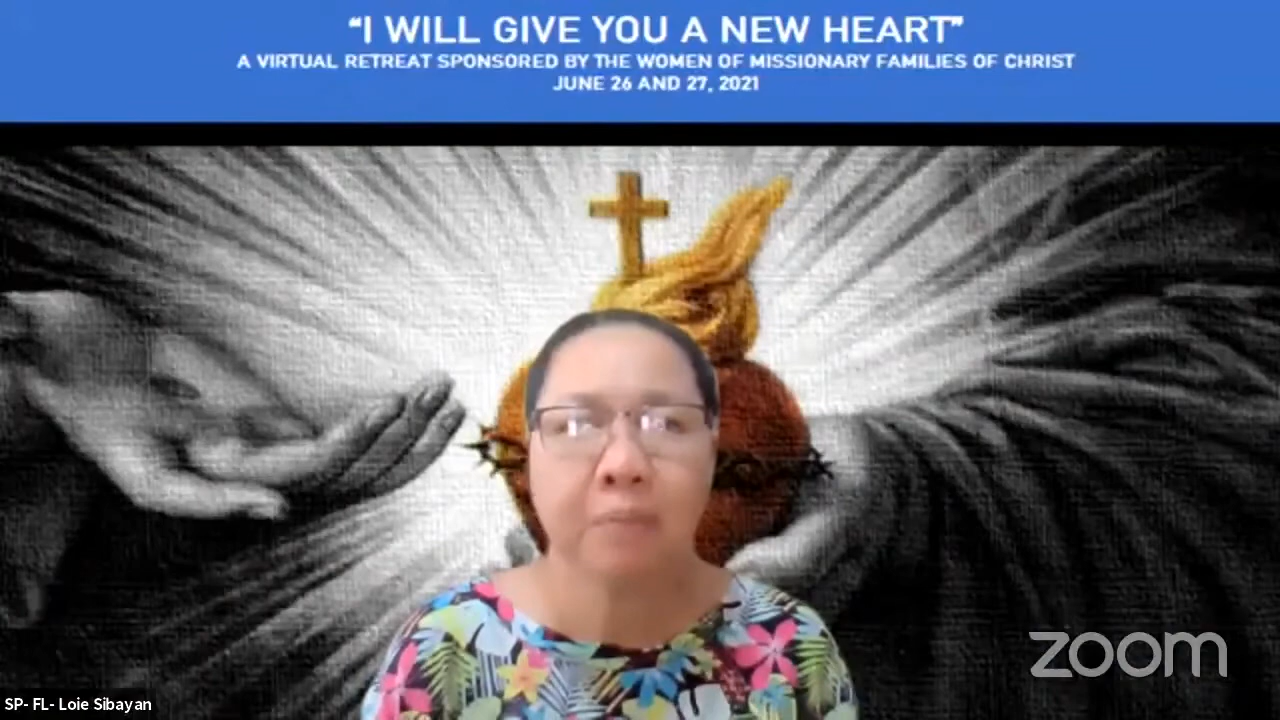 “I WILL GIVE YOU A NEW HEART”
A VIRTUAL RETREAT SPONSORED BY THE WOMEN OF MISSIONARY FAMILIES OF CHRIST
JUNE 26 AND 27, 2021
zoom
SP- FL- Loie Sibayan